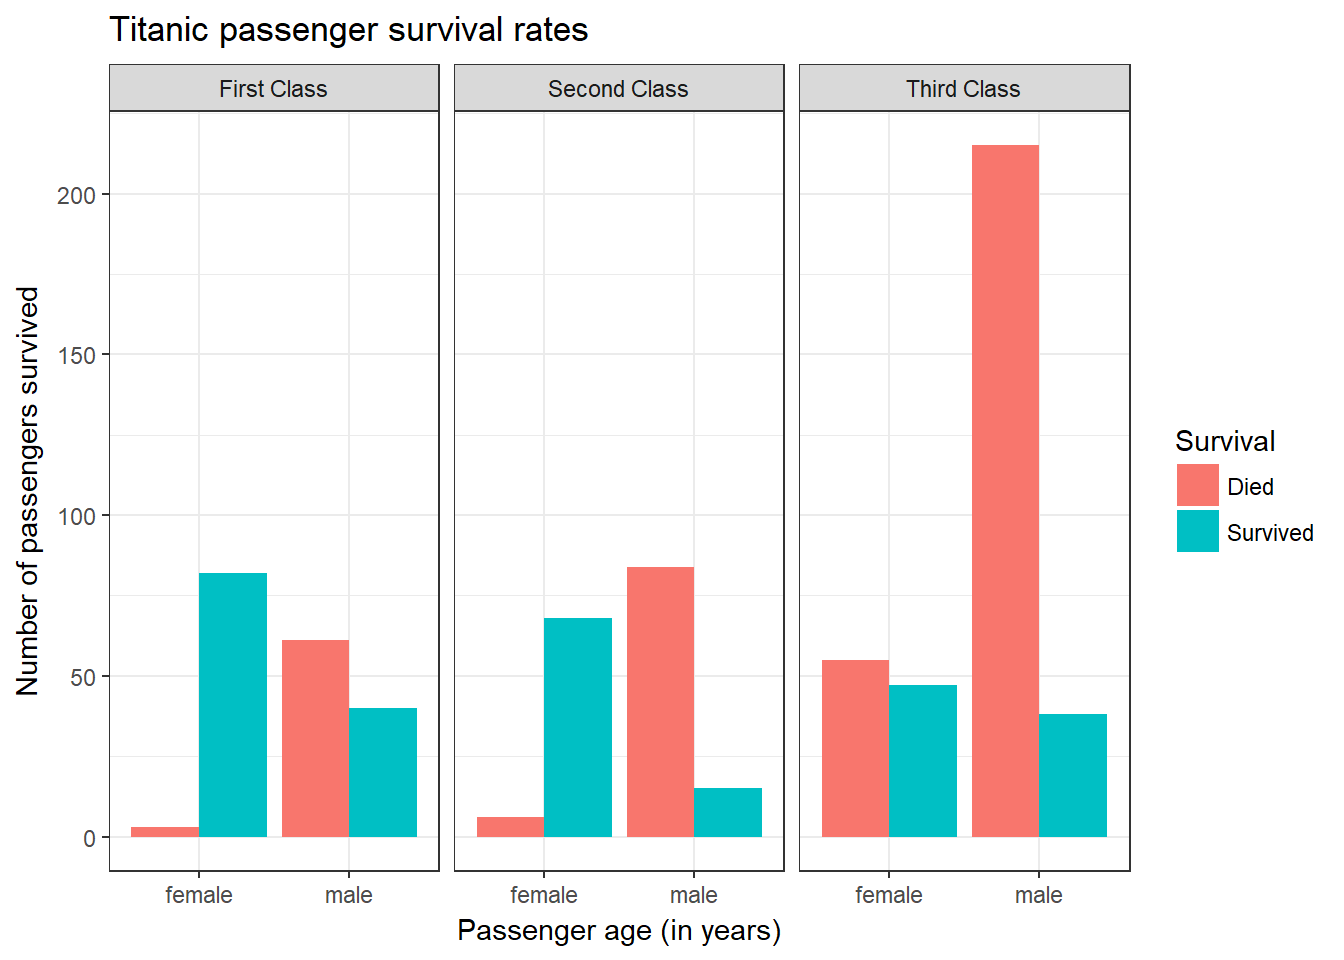 Titanic passenger survival rates
First Class
Second Class
Third Class
Number of passengers survived
200
150
100
50
0
female
male
female
male
female
male
Passenger age (in years)
Survival
Died
Survived